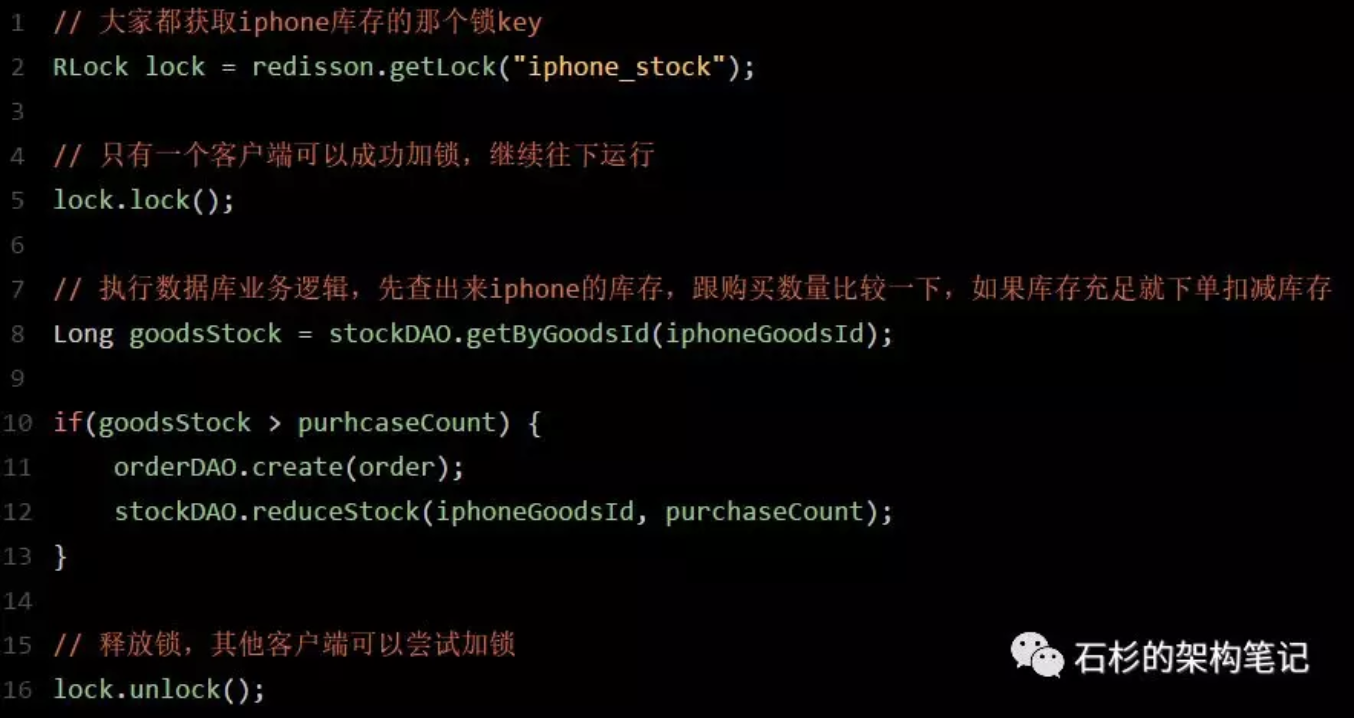 1 // 大家都获取iphone库存的那个锁key
2 RLock lock = redisson.getLock("iphone_stock");
3
4 // 只有一个客户端可以成功加锁，继续往下运行
5 lock.lock();
6
7 // 执行数据库业务逻辑，先查出来iphone的库存，跟购买数量比较一下，如果库存充足就下单扣减库存
8 Long goodsStock = stockDAO.getByGoodsId(iphoneGoodsId);
9
10 if(goodsStock > purhcaseCount) {
11     orderDAO.create(order);
12     stockDAO.reduceStock(iphoneGoodsId, purchaseCount);
13 }
14
15 // 释放锁，其他客户端可以尝试加锁
16 lock.unlock();
石杉的架构笔记